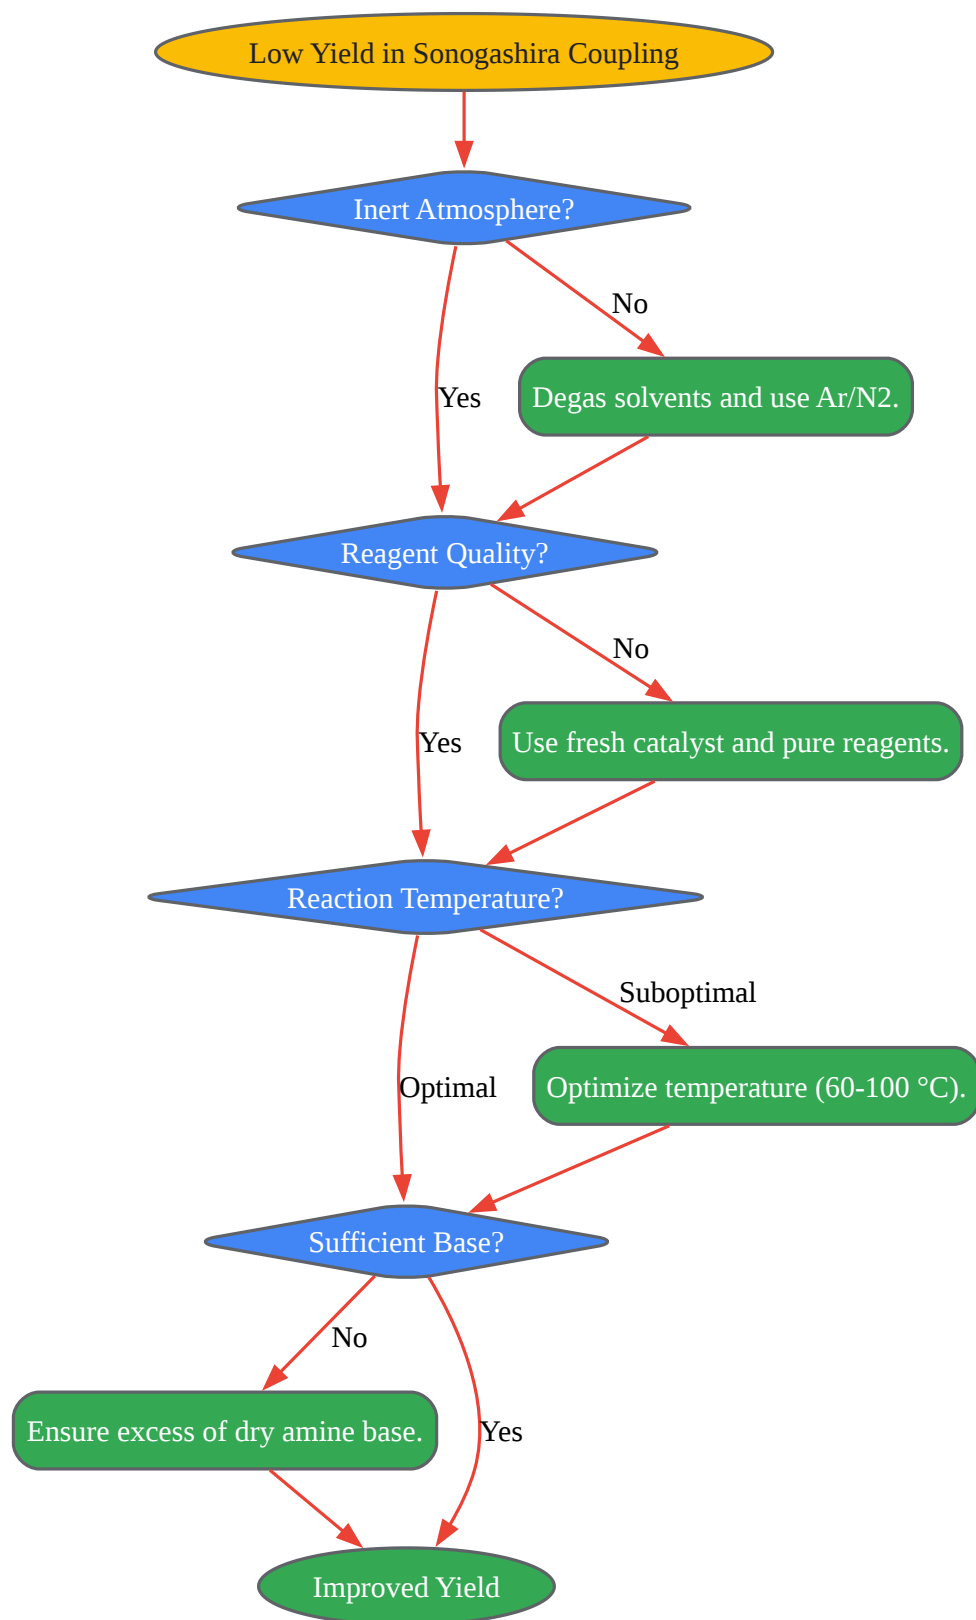 Low Yield in Sonogashira Coupling
Inert Atmosphere?
No
Yes
Degas solvents and use Ar/N2.
Reagent Quality?
No
Yes
Use fresh catalyst and pure reagents.
Reaction Temperature?
Suboptimal
Optimal
Optimize temperature (60-100 °C).
Sufficient Base?
No
Ensure excess of dry amine base.
Yes
Improved Yield